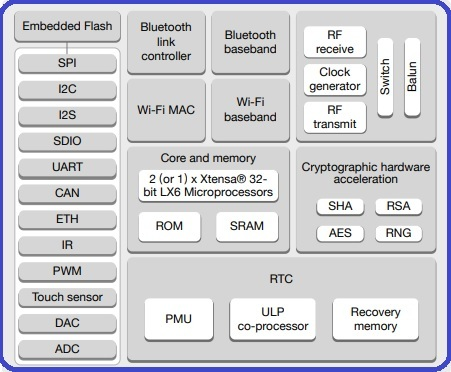 Embedded Flash
SPI
I2C
I2S
SDIO
UART
CAN
ETH
IR
PWM
Touch sensor
DAC
ADC
Bluetooth
link
controller
Bluetooth
baseband
Wi-Fi MAC
Wi-Fi
baseband
RF
receive
Clock
generator
RF
transmit
Switch
Balun
Core and memory
2 (or 1) x Xtensa® 32-
bit LX6 Microprocessors
ROM
SRAM
Cryptographic hardware
acceleration
SHA
RSA
AES
RNG
RTC
PMU
ULP
co-processor
Recovery
memory